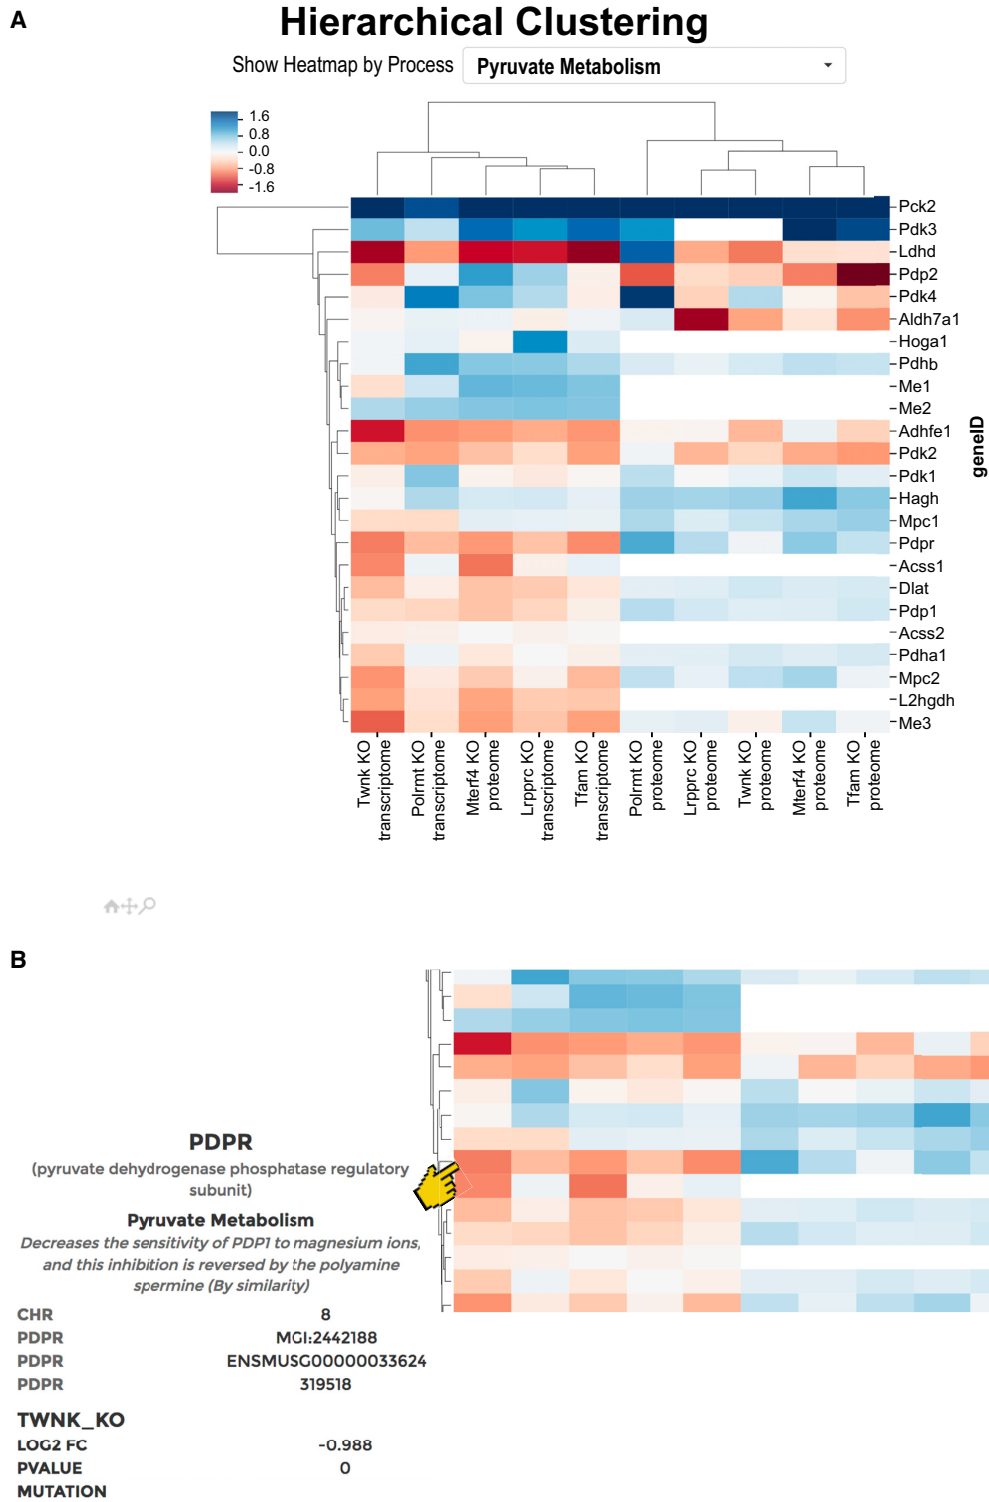 A
Hierarchical Clustering
Show Heatmap by Process Pyruvate Metabolism
1.6
0.8
0.0
-0.8
-1.6
Pck2
Pdk3
Ldhd
Pdp2
Pdk4
Aldh7a1
Hoga1
Pdhb
Me1
Me2
Adhfe1
Pdk2
Pdk1
Hagh
Mpc1
Pdpr
Acss1
Dlat
Pdp1
Acss2
Pdha1
Mpc2
L2hgdh
Me3
geneID
Twnk KO
transcriptome
Polrmt KO
transcriptome
Mterf4 KO
proteome
Lrpprc KO
transcriptome
Tfam KO
transcriptome
Polrmt KO
proteome
Lrpprc KO
proteome
Twnk KO
proteome
Mterf4 KO
proteome
Tfam KO
proteome
B
PDPR
(pyruvate dehydrogenase phosphatase regulatory
subunit)
Pyruvate Metabolism
Decreases the sensitivity of PDP1 to magnesium ions,
and this inhibition is reversed by the polyamine
spermine (By similarity)
CHR 8
PDPR MGI:2442188
PDPR ENSMUSG00000033624
PDPR 319518
TWNK_KO
LOG2 FC -0.988
PVALUE 0
MUTATION